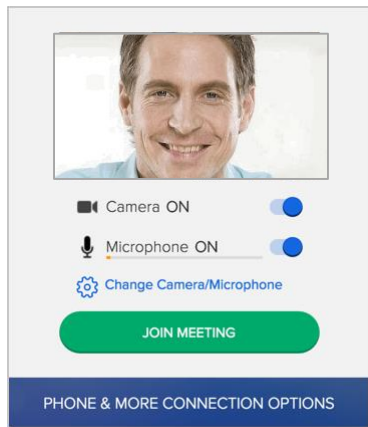 Camera ON
Microphone ON
Change Camera/Microphone
JOIN MEETING
PHONE & MORE CONNECTION OPTIONS